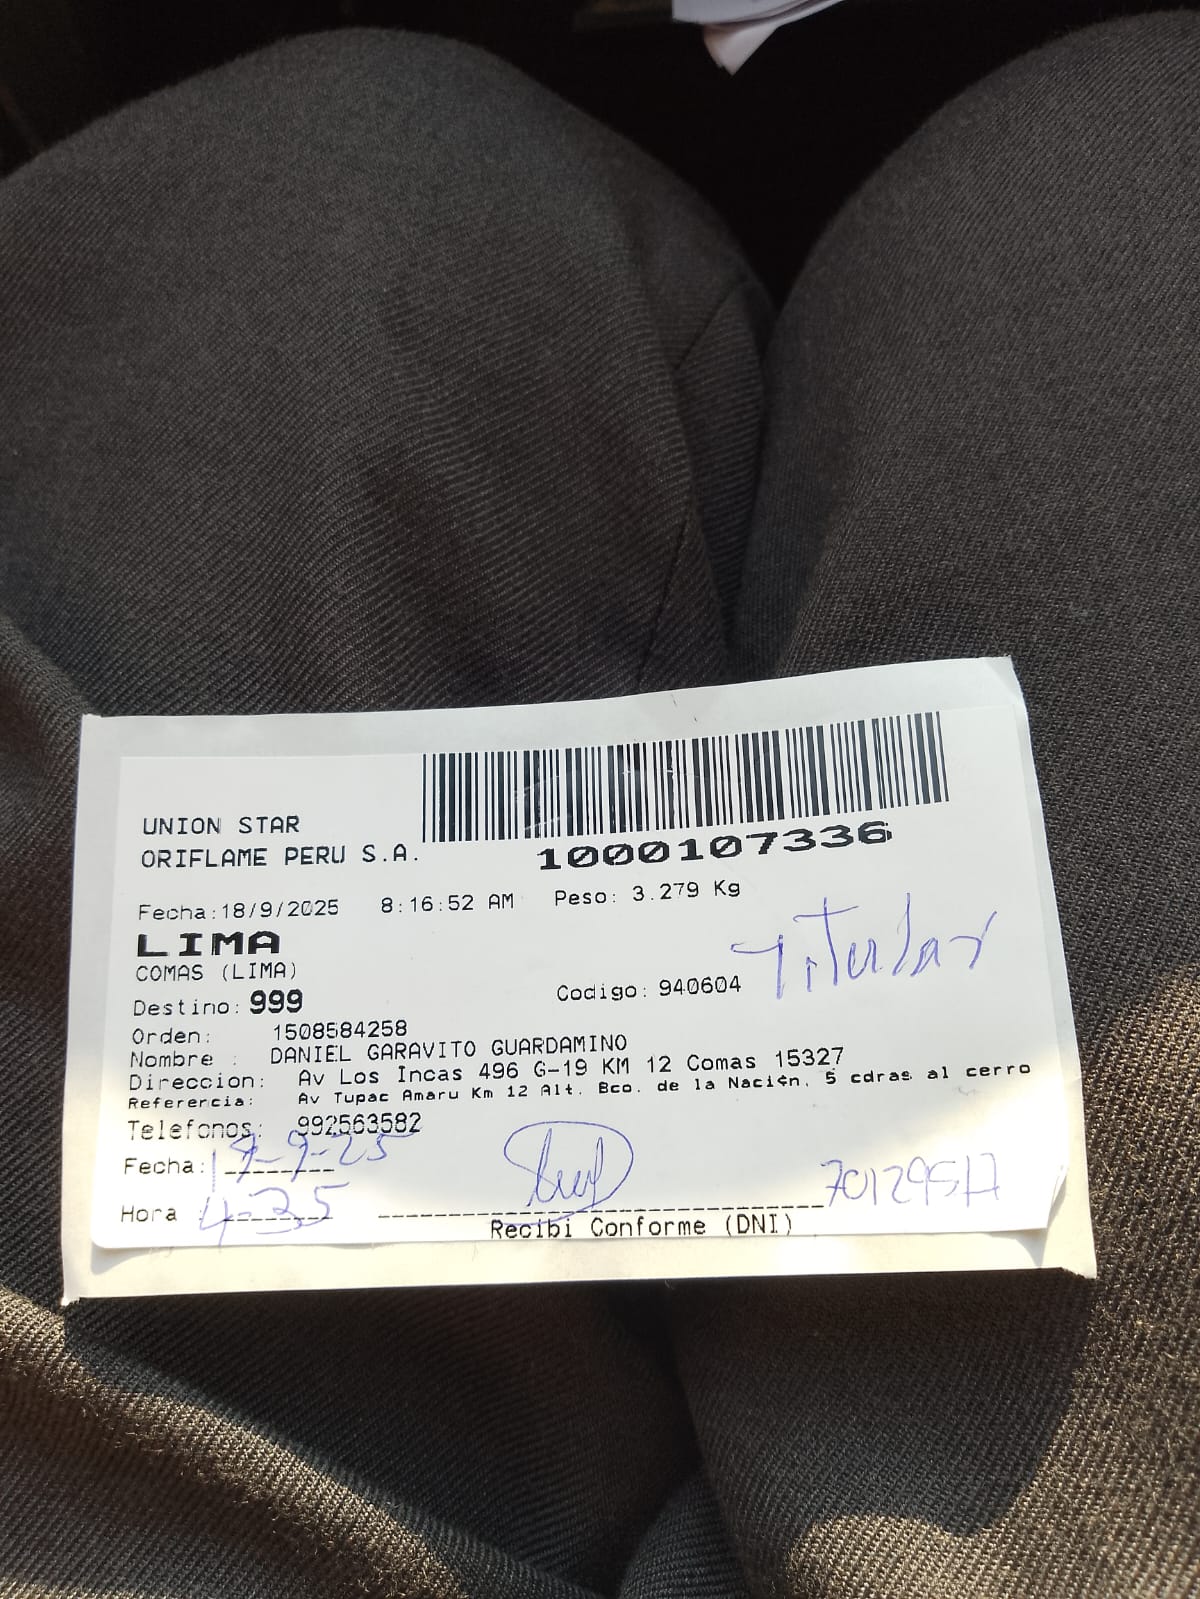 UNION STAR
ORIFLAME PERU S.A.
1000107336
Fecha:18/9/2025 8:16:52 AM Peso: 3.279 Kg
LIMA
COMAS (LIMA)
Titular
Destino: 999 Codigo: 940604
Orden: 1508584258
Nombre : DANIEL GARAVITO GUARDAMINO
Direccion: Av Los Incas 496 G-19 KM 12 Comas 15327
Referencia: Av Tupac Amaru Km 12 Alt. Bco. de la Naci¢n, 5 cdras al cerro
Telefonos: 992563582
Fecha: 19-9-25
Hora : 4-35
Recibi Conforme (DNI)